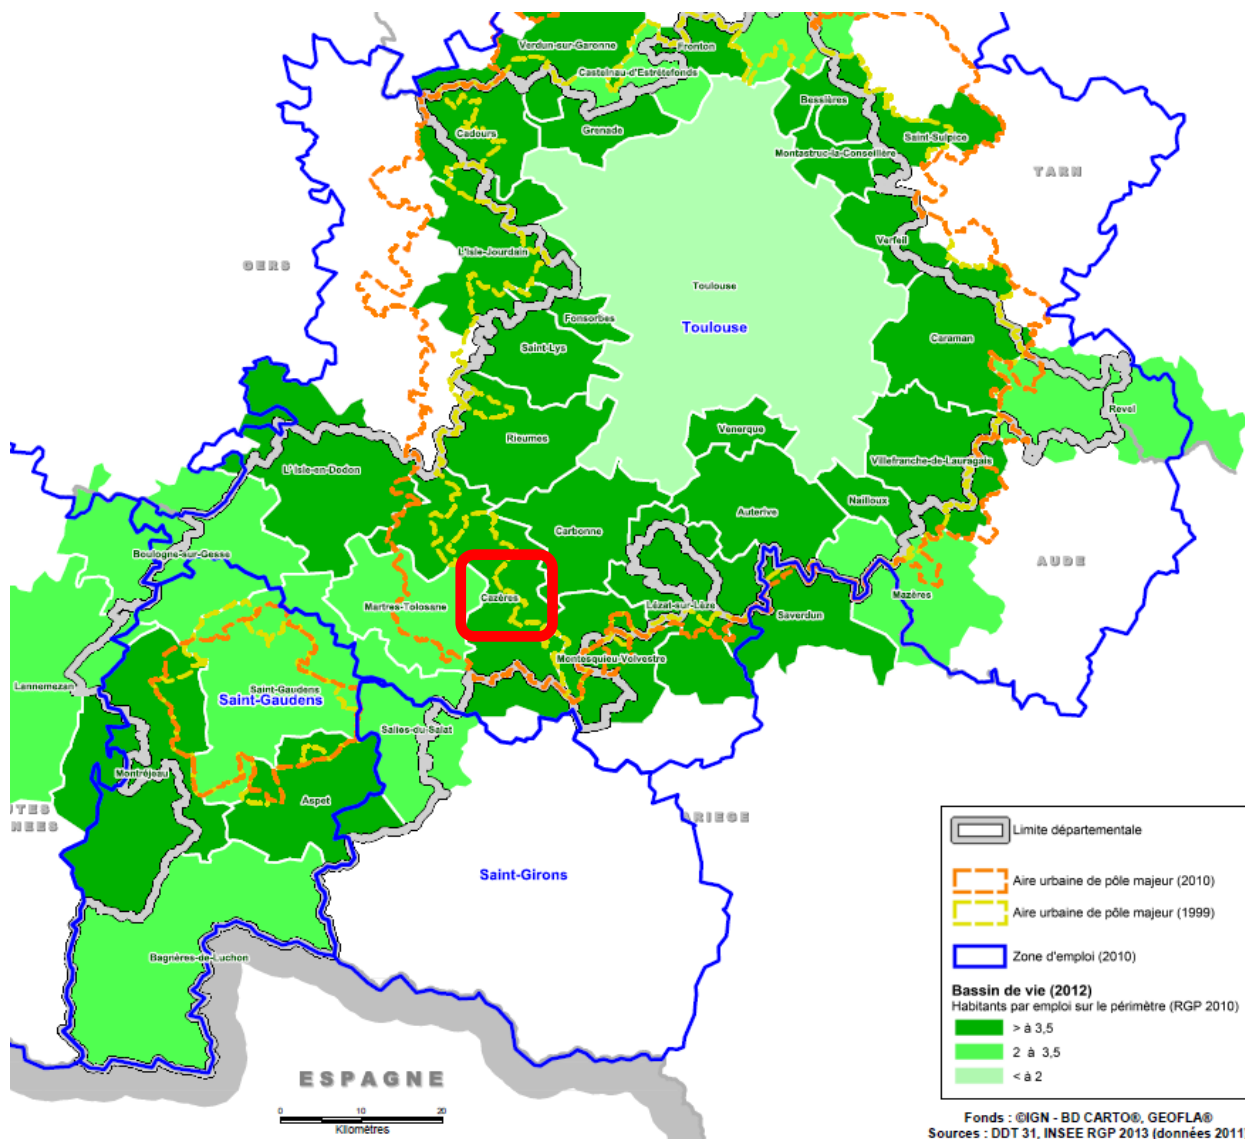 Verdun-sur-Garonne
Fronton
Castelnau-d'Estrétefonds
Bessières
Cadours
Grenade
Saint-Sulpice
Montastruc-la-Conseillère
TARN
Verfeil
L'Isle-Jourdain
GERS
Toulouse
Fonsorbes
Toulouse
Saint-Lys
Caraman
Revel
Venerque
Rieumes
Villefranche-de-Lauragais
L'Isle-en-Dodon
Nailloux
Auterive
Carbonne
Boulogne-sur-Gesse
AUDE
Mazères
Cazères
Martres-Tolosane
Lézat-sur-Lèze
Saverdun
Montesquieu-Volvestre
Lannemezan
Saint-Gaudens
Saint-Gaudens
Salies-du-Salat
Montréjeau
Aspet
UTES
NEES
ARIEGE
Saint-Girons
Bagnères-de-Luchon
ESPAGNE
0 10 20
Kilomètres
Limite départementale
Aire urbaine de pôle majeur (2010)
Aire urbaine de pôle majeur (1999)
Zone d'emploi (2010)
Bassin de vie (2012)
Habitants par emploi sur le périmètre (RGP 2010)
> à 3,5
2 à 3,5
< à 2
Fonds : ©IGN - BD CARTO®, GEOFLA®
Sources : DDT 31, INSEE RGP 2013 (données 2011)